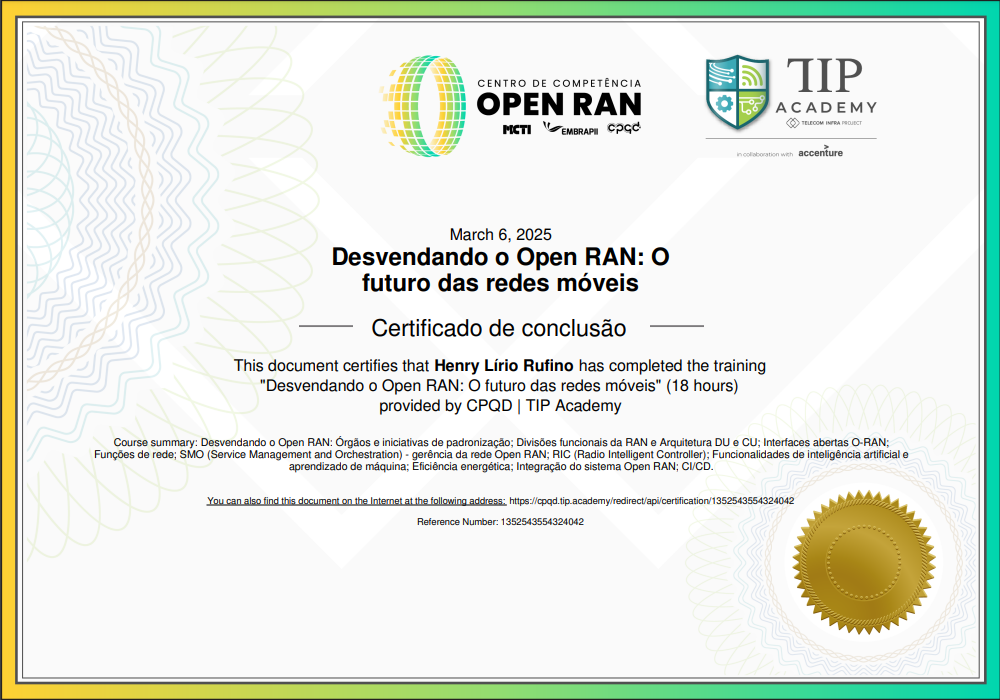 CENTRO DE COMPETÊNCIA
OPEN RAN
MCTI EMBRAPII cpqd
TIP
ACADEMY
TELECOM INFRA PROJECT
in collaboration with accenture
March 6, 2025
Desvendando o Open RAN: O
futuro das redes móveis
Certificado de conclusão
This document certifies that Henry Lírio Rufino has completed the training
"Desvendando o Open RAN: O futuro das redes móveis" (18 hours)
provided by CPQD | TIP Academy
Course summary: Desvendando o Open RAN: Órgãos e iniciativas de padronização; Divisões funcionais da RAN e Arquitetura DU e CU; Interfaces abertas O-RAN;
Funções de rede; SMO (Service Management and Orchestration) - gerência da rede Open RAN; RIC (Radio Intelligent Controller); Funcionalidades de inteligência artificial e
aprendizado de máquina; Eficiência energética; Integração do sistema Open RAN; CI/CD.
You can also find this document on the Internet at the following address: https://cpqd.tip.academy/redirect/api/certification/1352543554324042
Reference Number: 1352543554324042